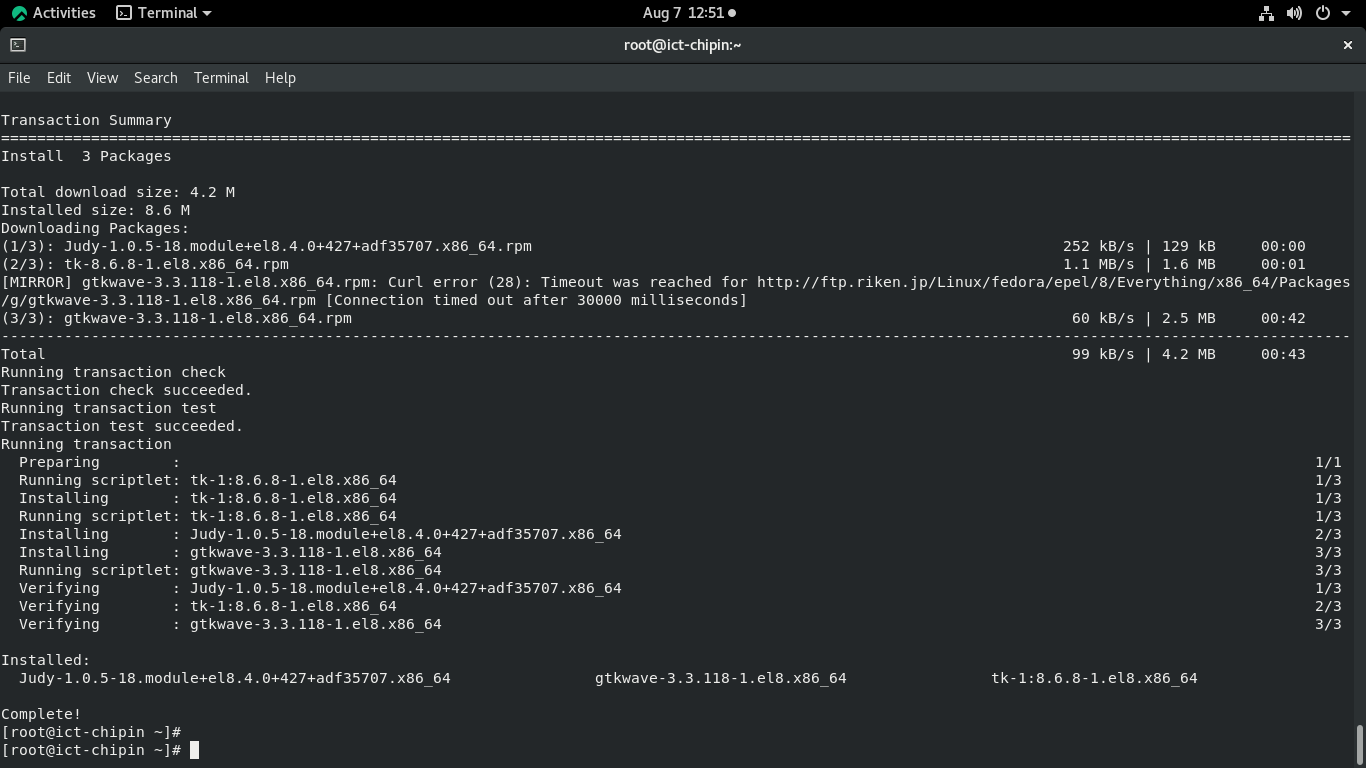 Activities Terminal Aug 7 12:51
root@ict-chipin:~ ×
File Edit View Search Terminal Help
Transaction Summary
======================================================================================================================================================
Install  3 Packages
Total download size: 4.2 M
Installed size: 8.6 M
Downloading Packages:
(1/3): Judy-1.0.5-18.module+el8.4.0+427+adf35707.x86_64.rpm 252 kB/s | 129 kB     00:00
(2/3): tk-8.6.8-1.el8.x86_64.rpm 1.1 MB/s | 1.6 MB     00:01
[MIRROR] gtkwave-3.3.118-1.el8.x86_64.rpm: Curl error (28): Timeout was reached for http://ftp.riken.jp/Linux/fedora/epel/8/Everything/x86_64/Packages
/g/gtkwave-3.3.118-1.el8.x86_64.rpm [Connection timed out after 30000 milliseconds]
(3/3): gtkwave-3.3.118-1.el8.x86_64.rpm 60 kB/s | 2.5 MB     00:42
------------------------------------------------------------------------------------------------------------------------------------------------------
Total 99 kB/s | 4.2 MB     00:43
Running transaction check
Transaction check succeeded.
Running transaction test
Transaction test succeeded.
Running transaction
  Preparing        : 1/1
  Running scriptlet: tk-1:8.6.8-1.el8.x86_64 1/3
  Installing       : tk-1:8.6.8-1.el8.x86_64 1/3
  Running scriptlet: tk-1:8.6.8-1.el8.x86_64 1/3
  Installing       : Judy-1.0.5-18.module+el8.4.0+427+adf35707.x86_64 2/3
  Installing       : gtkwave-3.3.118-1.el8.x86_64 3/3
  Running scriptlet: gtkwave-3.3.118-1.el8.x86_64 3/3
  Verifying        : Judy-1.0.5-18.module+el8.4.0+427+adf35707.x86_64 1/3
  Verifying        : tk-1:8.6.8-1.el8.x86_64 2/3
  Verifying        : gtkwave-3.3.118-1.el8.x86_64 3/3
Installed:
  Judy-1.0.5-18.module+el8.4.0+427+adf35707.x86_64 gtkwave-3.3.118-1.el8.x86_64 tk-1:8.6.8-1.el8.x86_64
Complete!
[root@ict-chipin ~]#
[root@ict-chipin ~]#